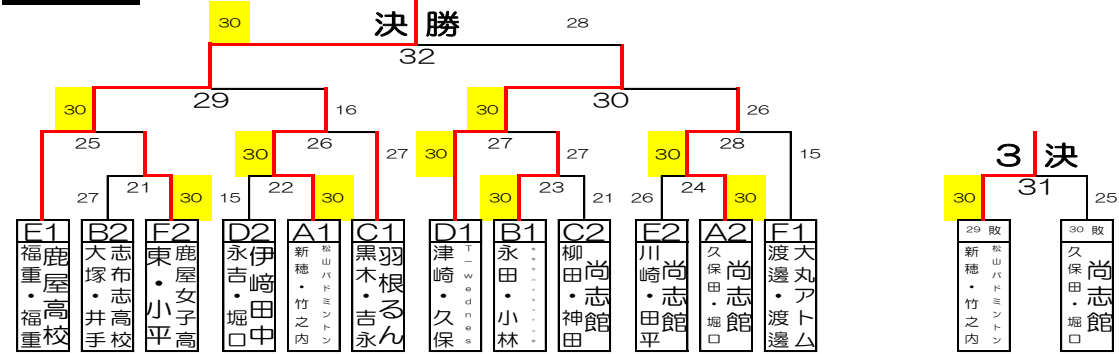 30 決勝 28
32
30 29 16
30 30 26
25 30 26 27
30 27 27
30 28 15
27 21 30
15 22 30
30 23 21
26 24 30
3決
30 31 25
E1 B2 F2 D2 A1 C1 D1 B1 C2 E2 A2 F1
29 敗
30 敗
鹿屋高校
福重・福重
志布志高校
大塚・井手
鹿屋女子高
東・小平
伊﨑田中
永吉・堀口
松山バドミントン
新穂・竹之内
羽根るん
黒木・吉永
T-wednes
津崎・久保
永田・小林
尚志館
柳田・神田
尚志館
川崎・田平
尚志館
久保田・堀口
大丸アトム
渡邊・渡邊
松山バドミントン
新穂・竹之内
尚志館
久保田・堀口